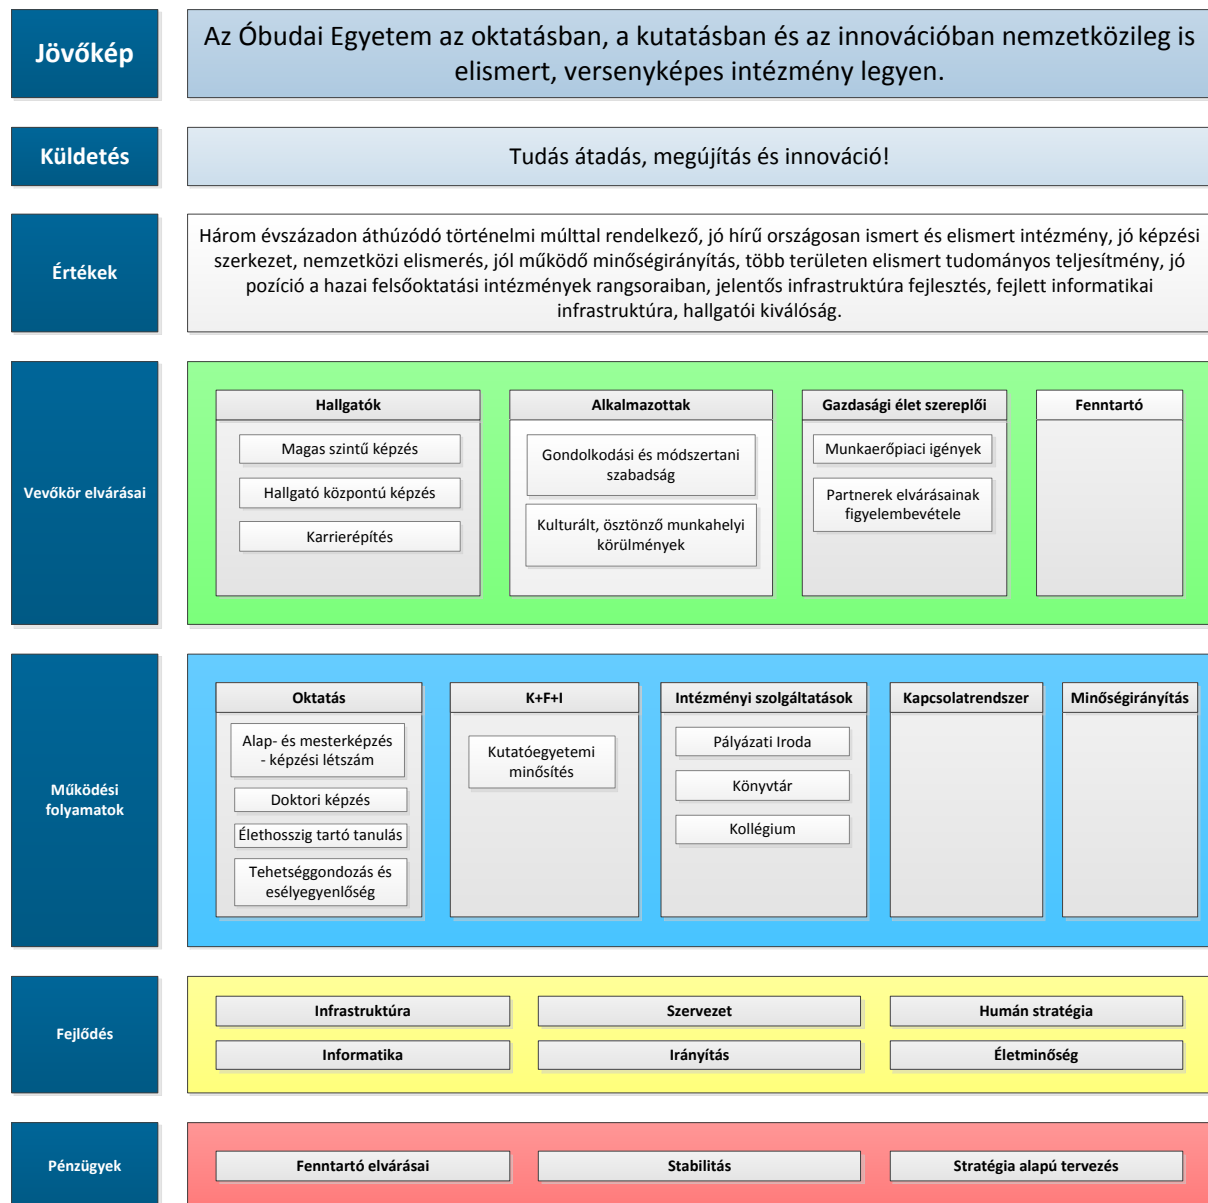 Jövőkép
Az Óbudai Egyetem az oktatásban, a kutatásban és az innovációban nemzetközileg is
elismert, versenyképes intézmény legyen.
Küldetés
Tudás átadás, megújítás és innováció!
Értékek
Három évszázadon áthúzódó történelmi múlttal rendelkező, jó hírű országosan ismert és elismert intézmény, jó képzési
szerkezet, nemzetközi elismerés, jól működő minőségirányítás, több területen elismert tudományos teljesítmény, jó
pozíció a hazai felsőoktatási intézmények rangsoraiban, jelentős infrastruktúra fejlesztés, fejlett informatikai
infrastruktúra, hallgatói kiválóság.
Vevőkör elvárásai
Hallgatók
Magas szintű képzés
Hallgató központú képzés
Karrierépítés
Alkalmazottak
Gondolkodási és módszertani
szabadság
Kulturált, ösztönző munkahelyi
körülmények
Gazdasági élet szereplői
Munkaerőpiaci igények
Partnerek elvárásainak
figyelembevétele
Fenntartó
Működési
folyamatok
Oktatás
Alap- és mesterképzés
- képzési létszám
Doktori képzés
Élethosszig tartó tanulás
Tehetséggondozás és
esélyegyenlőség
K+F+I
Kutatóegyetemi
minősítés
Intézményi szolgáltatások
Pályázati Iroda
Könyvtár
Kollégium
Kapcsolatrendszer
Minőségirányítás
Fejlődés
Infrastruktúra
Szervezet
Humán stratégia
Informatika
Irányítás
Életminőség
Pénzügyek
Fenntartó elvárásai
Stabilitás
Stratégia alapú tervezés